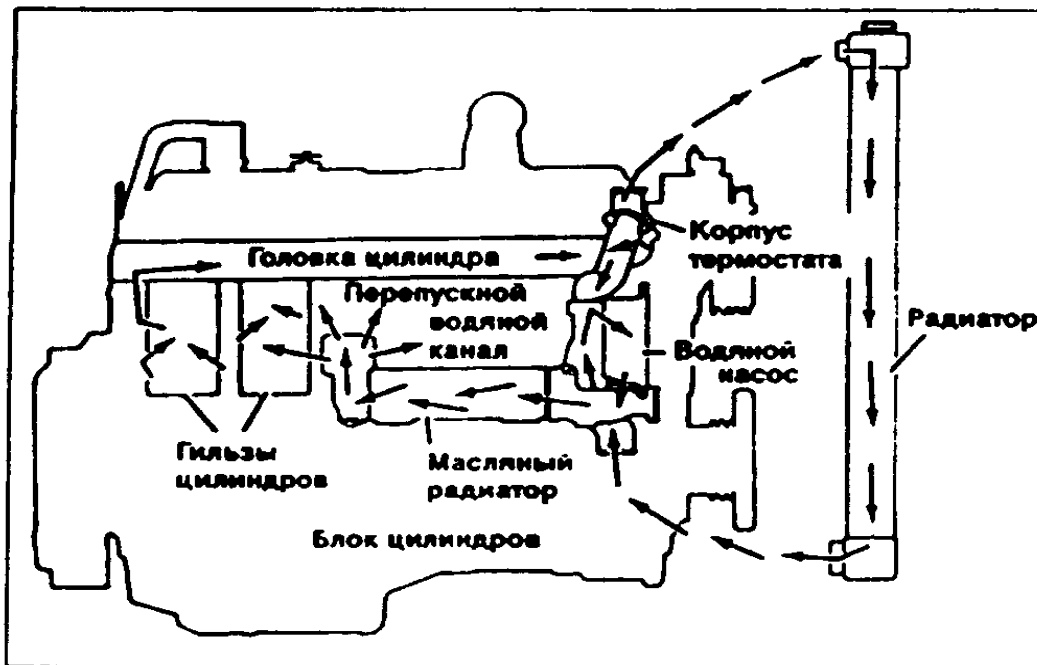 Головка цилиндра
Корпус
термостата
Перепускной
водяной
канал
Водяной
насос
Радиатор
Гильзы
цилиндров
Масляный
радиатор
Блок цилиндров